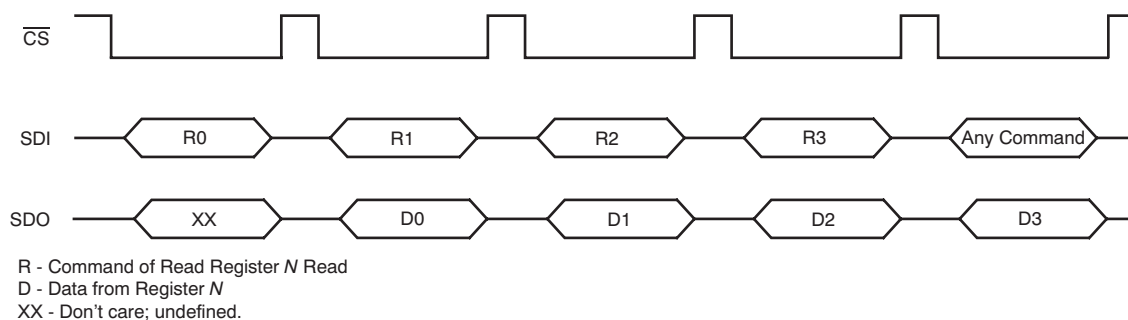 CS
SDI R0 R1 R2 R3 Any Command
SDO XX D0 D1 D2 D3
R - Command of Read Register N Read
D - Data from Register N
XX - Don't care; undefined.